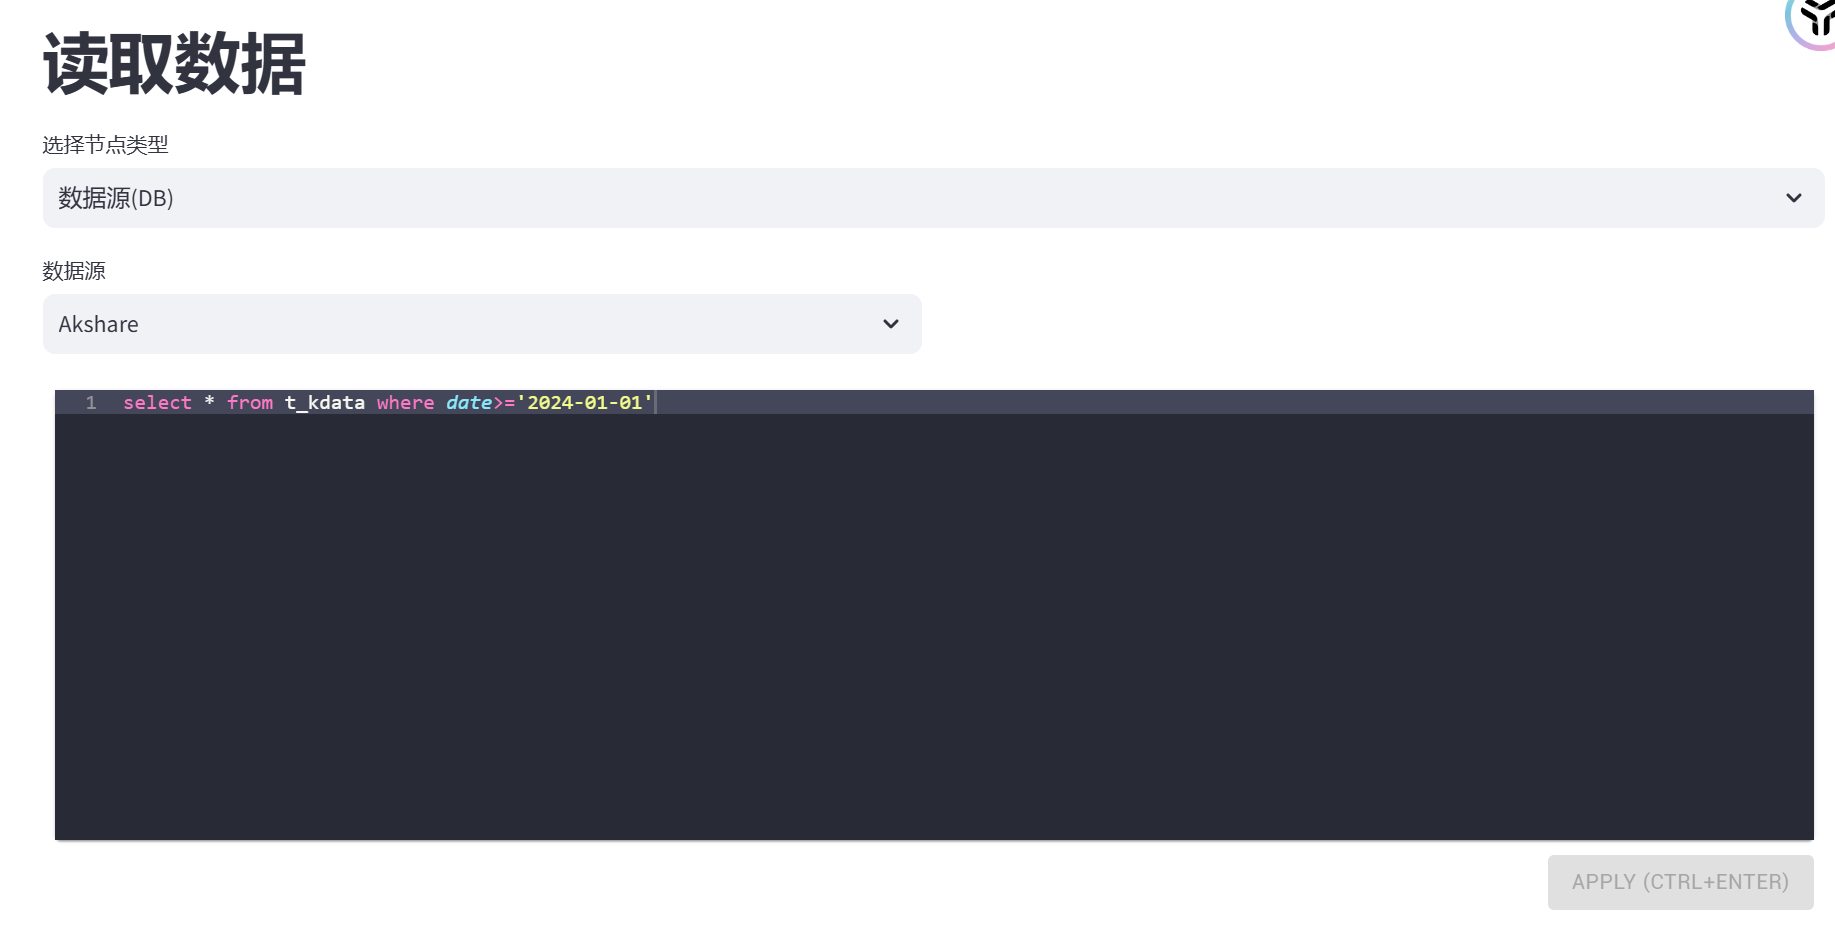 读取数据
选择节点类型
数据源(DB)
数据源
Akshare
1 select * from t_kdata where date>='2024-01-01'
APPLY (CTRL+ENTER)